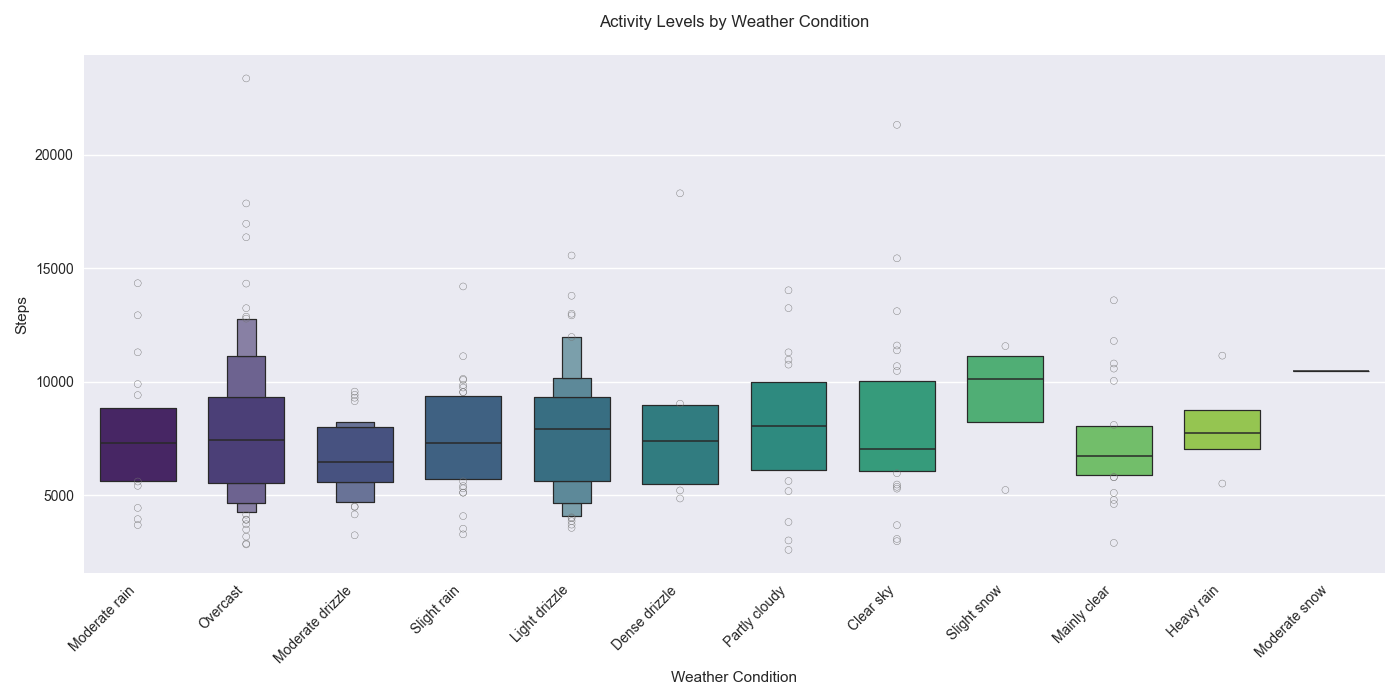 Activity Levels by Weather Condition
20000
15000
10000
5000
Steps
Moderate rain
Overcast
Moderate drizzle
Slight rain
Light drizzle
Dense drizzle
Partly cloudy
Clear sky
Slight snow
Mainly clear
Heavy rain
Moderate snow
Weather Condition